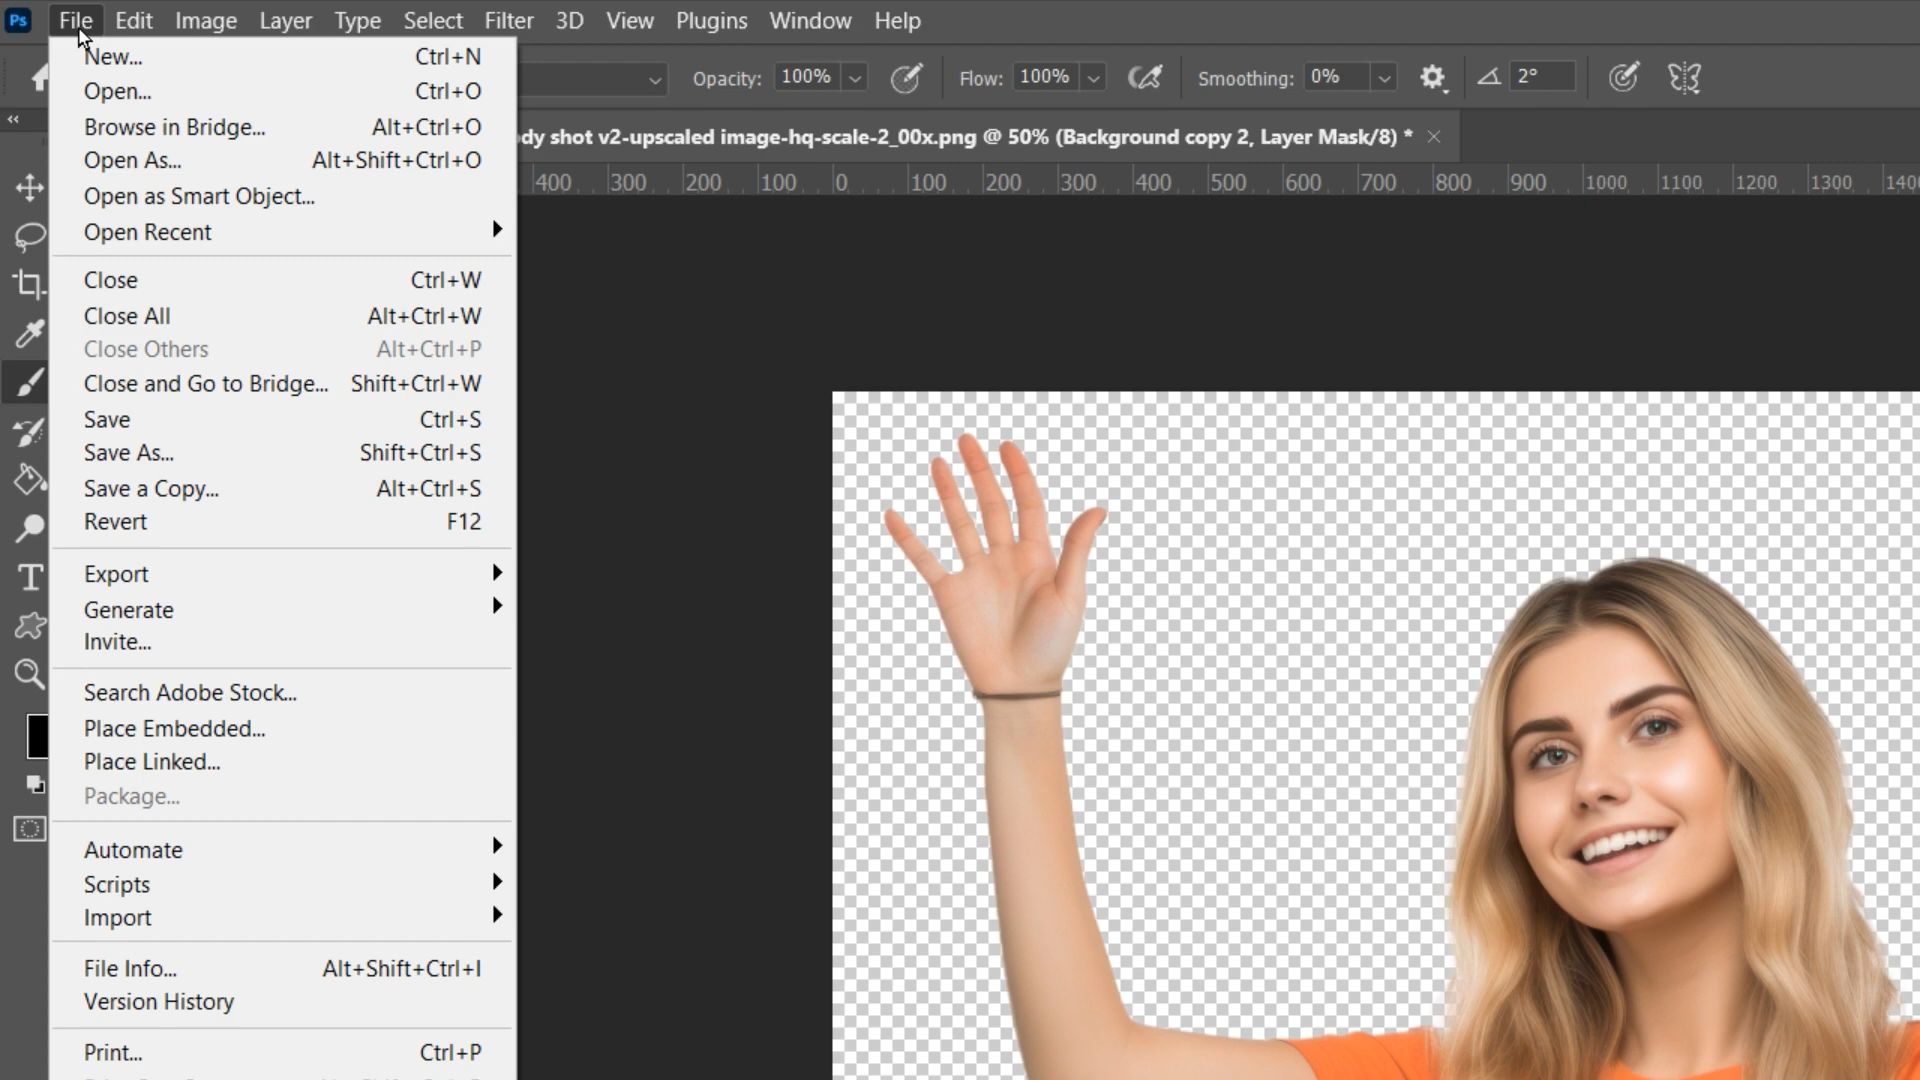 Ps File Edit Image Layer Type Select Filter 3D View Plugins Window Help
New... Ctrl+N
Open... Ctrl+O
Browse in Bridge... Alt+Ctrl+O
Open As... Alt+Shift+Ctrl+O
Open as Smart Object...
Open Recent
Close Ctrl+W
Close All Alt+Ctrl+W
Close Others Alt+Ctrl+P
Close and Go to Bridge... Shift+Ctrl+W
Save Ctrl+S
Save As... Shift+Ctrl+S
Save a Copy... Alt+Ctrl+S
Revert F12
Export
Generate
Invite...
Search Adobe Stock...
Place Embedded...
Place Linked...
Package...
Automate
Scripts
Import
File Info... Alt+Shift+Ctrl+I
Version History
Print... Ctrl+P
Opacity: 100% Flow: 100% Smoothing: 0% 2°
dy shot v2-upscaled image-hq-scale-2_00x.png @ 50% (Background copy 2, Layer Mask/8) *
400 300 200 100 0 100 200 300 400 500 600 700 800 900 1000 1100 1200 1300 140